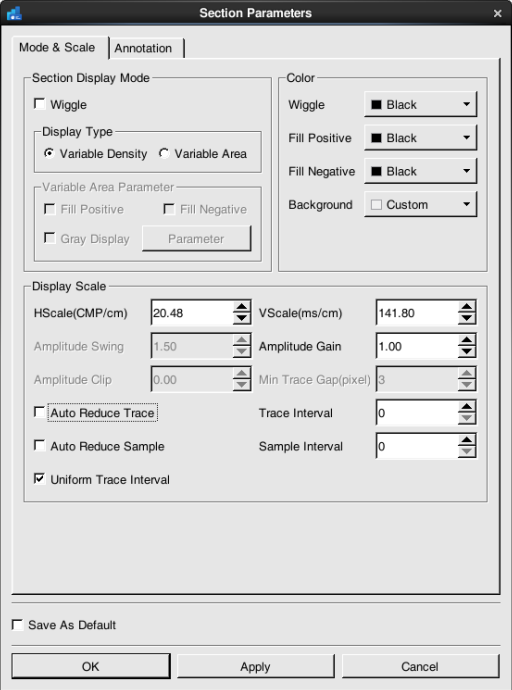 Section Parameters
Mode & Scale Annotation
Section Display Mode
Wiggle
Display Type
Variable Density Variable Area
Variable Area Parameter
Fill Positive Fill Negative
Gray Display Parameter
Color
Wiggle Black
Fill Positive Black
Fill Negative Black
Background Custom
Display Scale
HScale(CMP/cm) 20.48 VScale(ms/cm) 141.80
Amplitude Swing 1.50 Amplitude Gain 1.00
Amplitude Clip 0.00 Min Trace Gap(pixel) 3
Auto Reduce Trace Trace Interval 0
Auto Reduce Sample Sample Interval 0
Uniform Trace Interval
Save As Default
OK Apply Cancel